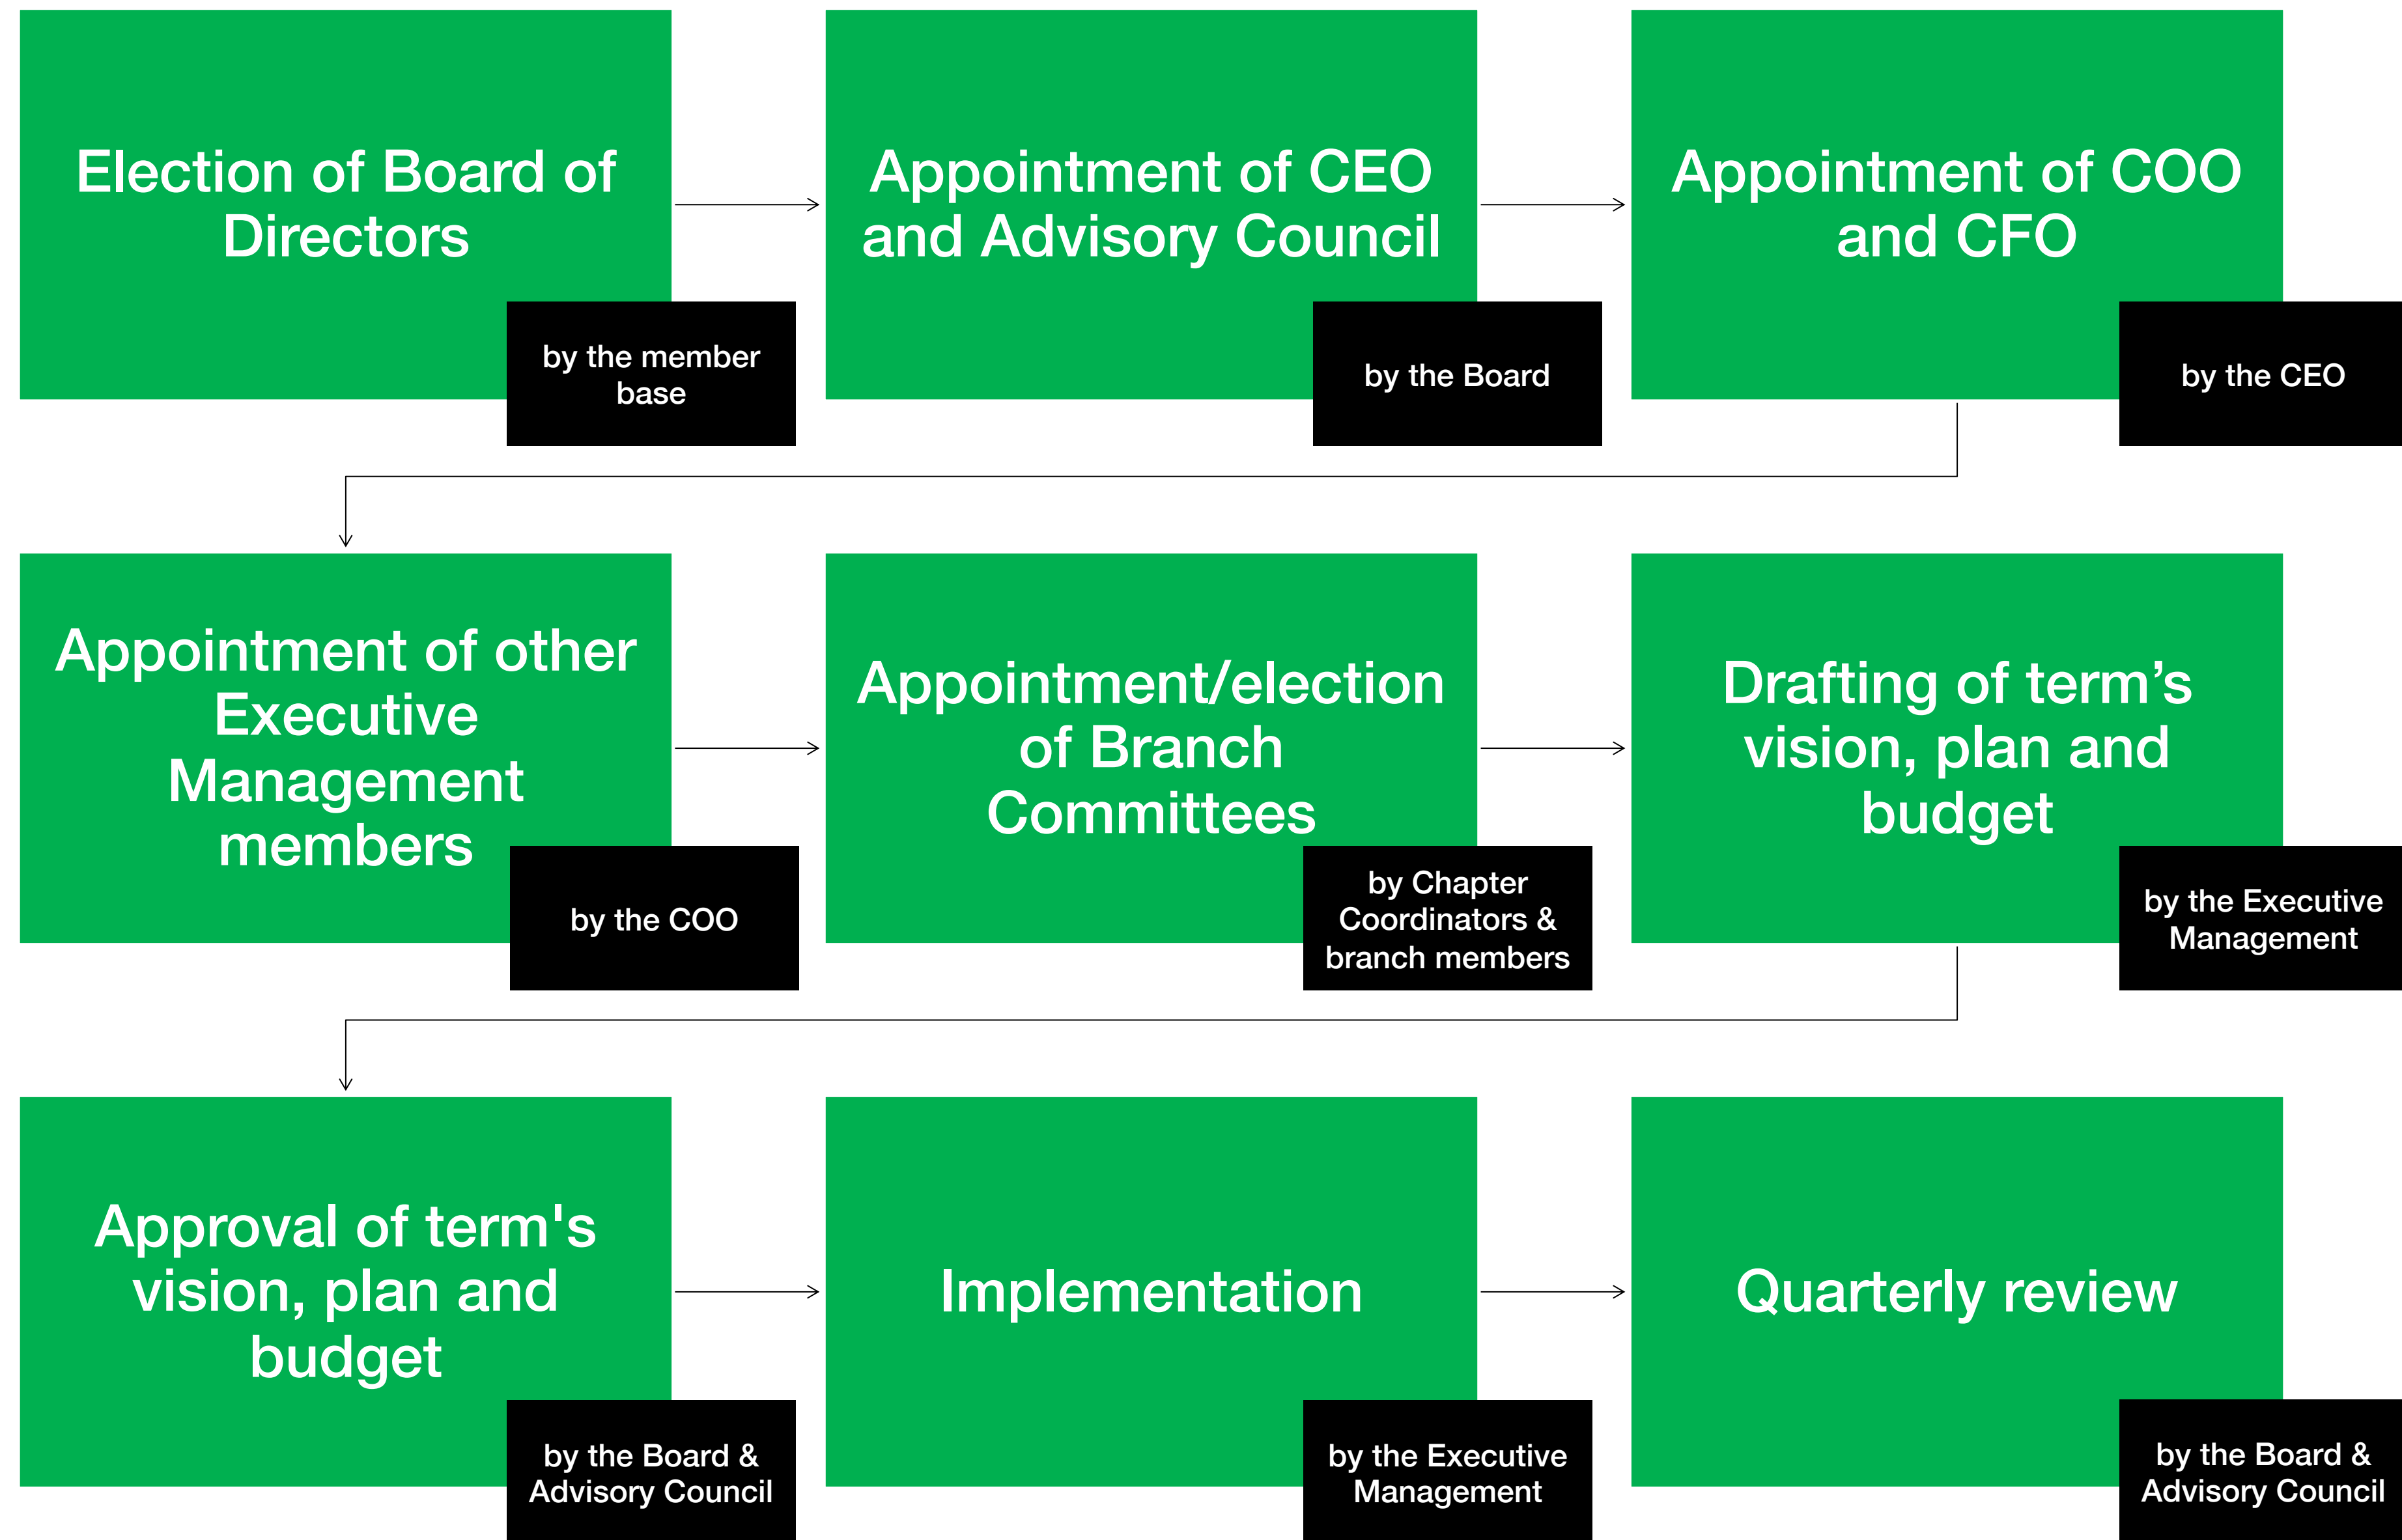 Election of Board of
Directors
by the member
base
Appointment of CEO
and Advisory Council
by the Board
Appointment of COO
and CFO
by the CEO
Appointment of other
Executive
Management
members
by the COO
Appointment/election
of Branch
Committees
by Chapter
Coordinators &
branch members
Drafting of term’s
vision, plan and
budget
by the Executive
Management
Approval of term's
vision, plan and
budget
by the Board &
Advisory Council
Implementation
by the Executive
Management
Quarterly review
by the Board &
Advisory Council